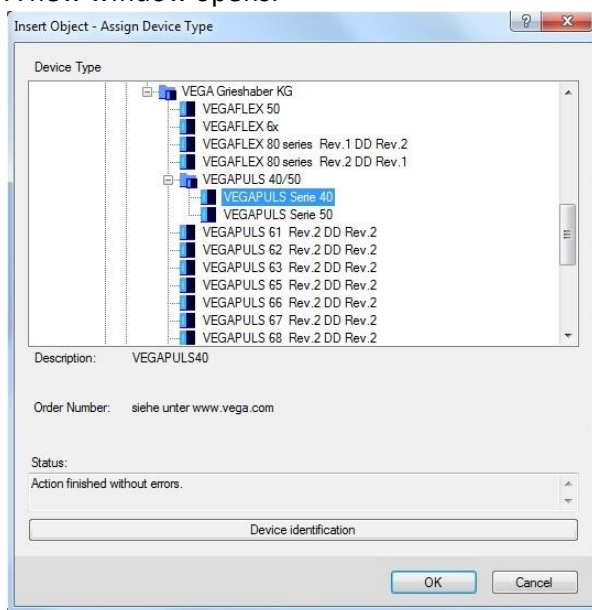 Insert Object - Assign Device Type
Device Type
VEGA Grieshaber KG
VEGAFLEX 50
VEGAFLEX 6x
VEGAFLEX 80 series Rev.1 DD Rev.2
VEGAFLEX 80 series Rev.2 DD Rev.1
VEGAPULS 40/50
VEGAPULS Serie 40
VEGAPULS Serie 50
VEGAPULS 61 Rev.2 DD Rev.2
VEGAPULS 62 Rev.2 DD Rev.2
VEGAPULS 63 Rev.2 DD Rev.2
VEGAPULS 65 Rev.2 DD Rev.2
VEGAPULS 66 Rev.2 DD Rev.2
VEGAPULS 67 Rev.2 DD Rev.2
VEGAPULS 68 Rev.2 DD Rev.2
Description: VEGAPULS40
Order Number: siehe unter www.vega.com
Status:
Action finished without errors.
Device identification
OK Cancel